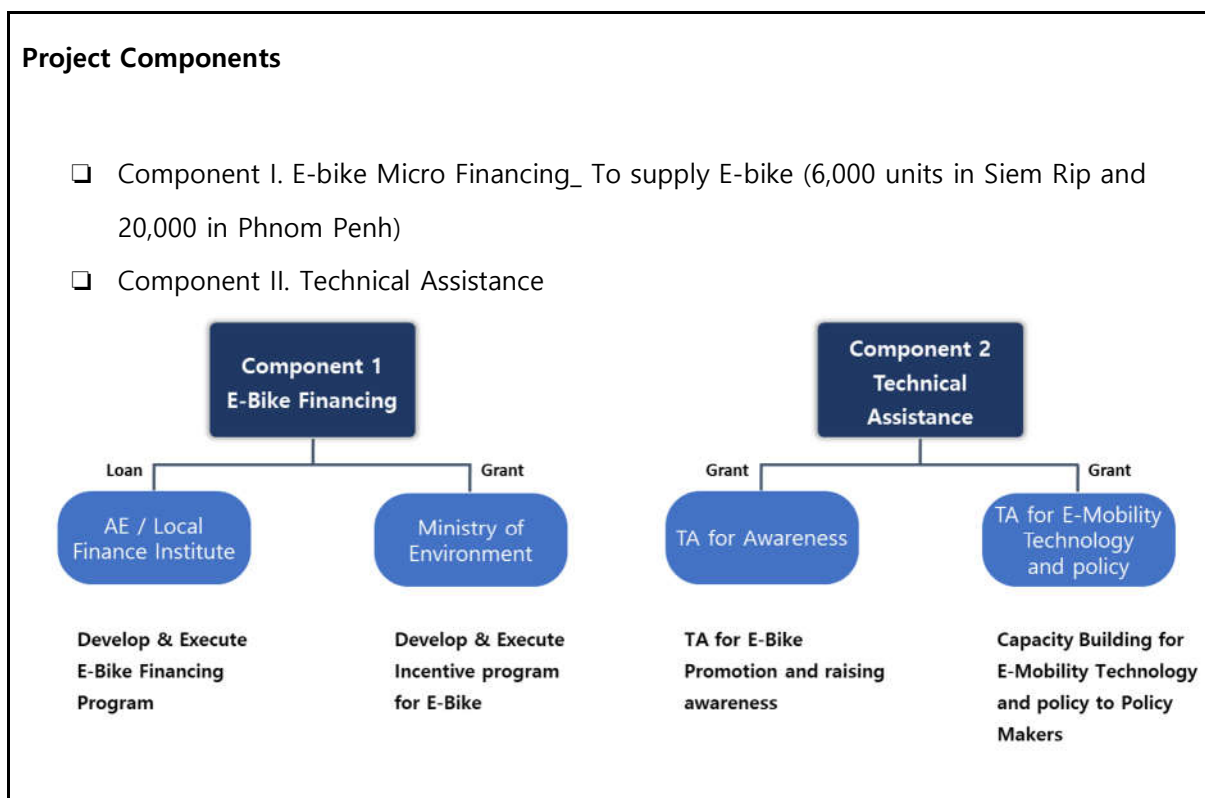 Project Components
❑ Component I. E-bike Micro Financing_ To supply E-bike (6,000 units in Siem Rip and
20,000 in Phnom Penh)
❑ Component II. Technical Assistance
Component 1
E-Bike Financing
Loan
Grant
AE / Local
Finance Institute
Ministry of
Environment
Develop & Execute
E-Bike Financing
Program
Develop & Execute
Incentive program
for E-Bike
Component 2
Technical
Assistance
Grant
Grant
TA for Awareness
TA for E-Mobility
Technology
and policy
TA for E-Bike
Promotion and raising
awareness
Capacity Building for
E-Mobility Technology
and policy to Policy
Makers